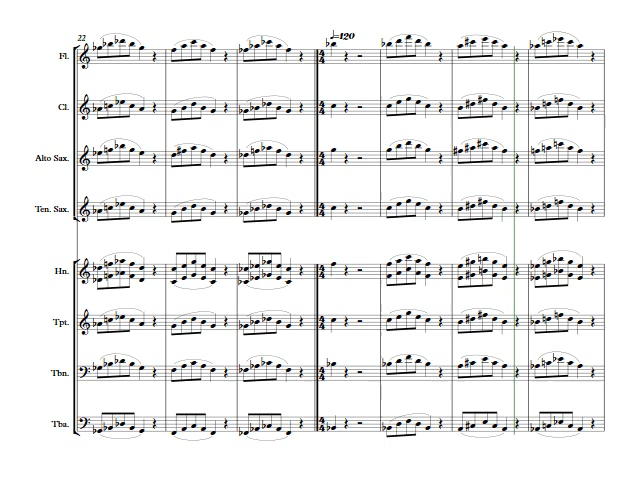 22
♩=120
Fl.
Cl.
Alto Sax.
Ten. Sax.
Hn.
Tpt.
Tbn.
Tba.